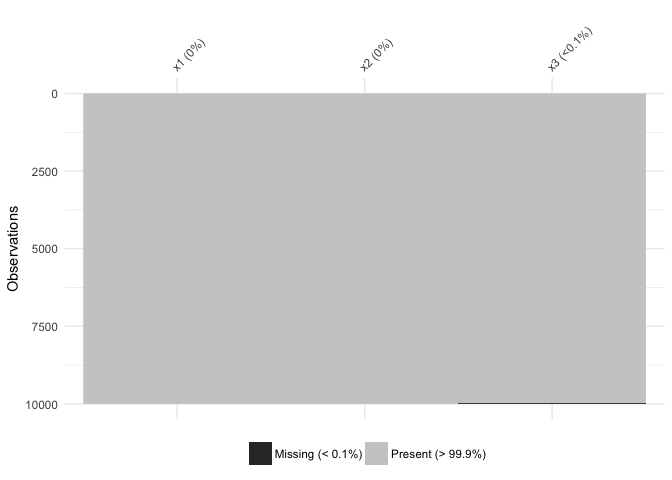 x1 (0%)
x2 (0%)
x3 (<0.1%)
0
2500
5000
7500
10000
Observations
Missing (< 0.1%)
Present (> 99.9%)